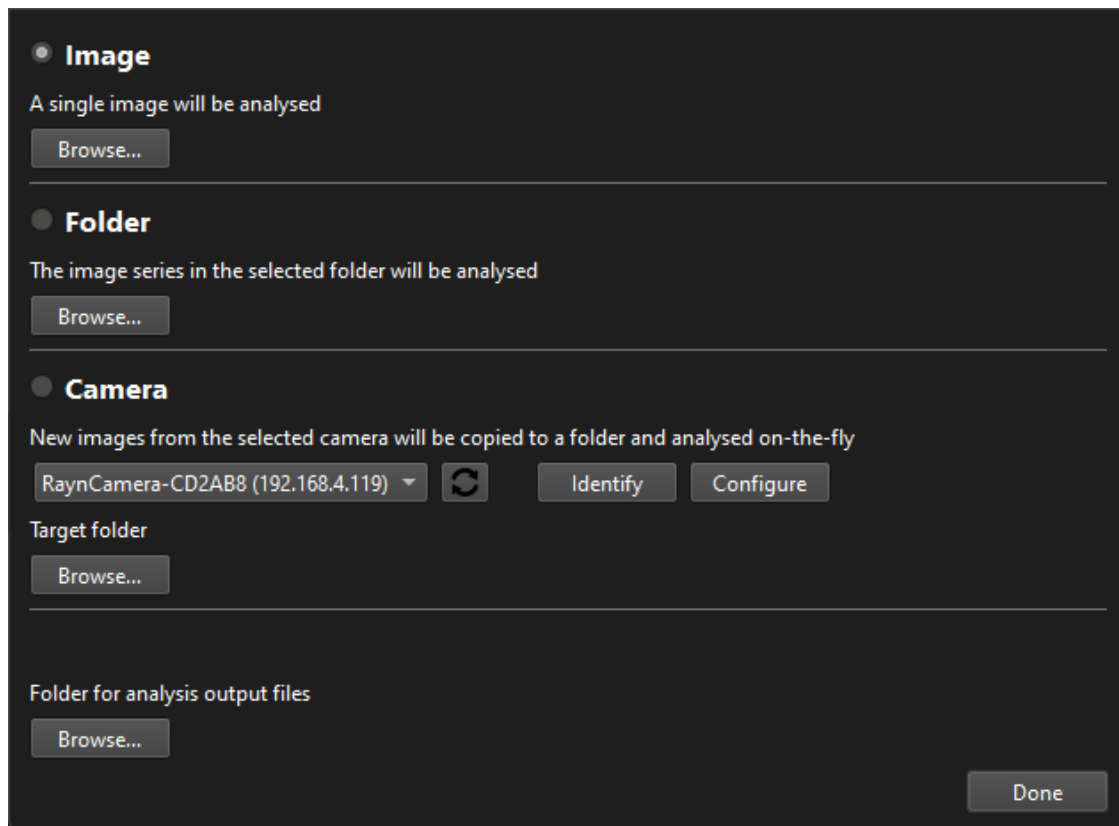 Image
A single image will be analysed
Browse...
Folder
The image series in the selected folder will be analysed
Browse...
Camera
New images from the selected camera will be copied to a folder and analysed on-the-fly
RaynCamera-CD2AB8 (192.168.4.119) Identify Configure
Target folder
Browse...
Folder for analysis output files
Browse...
Done